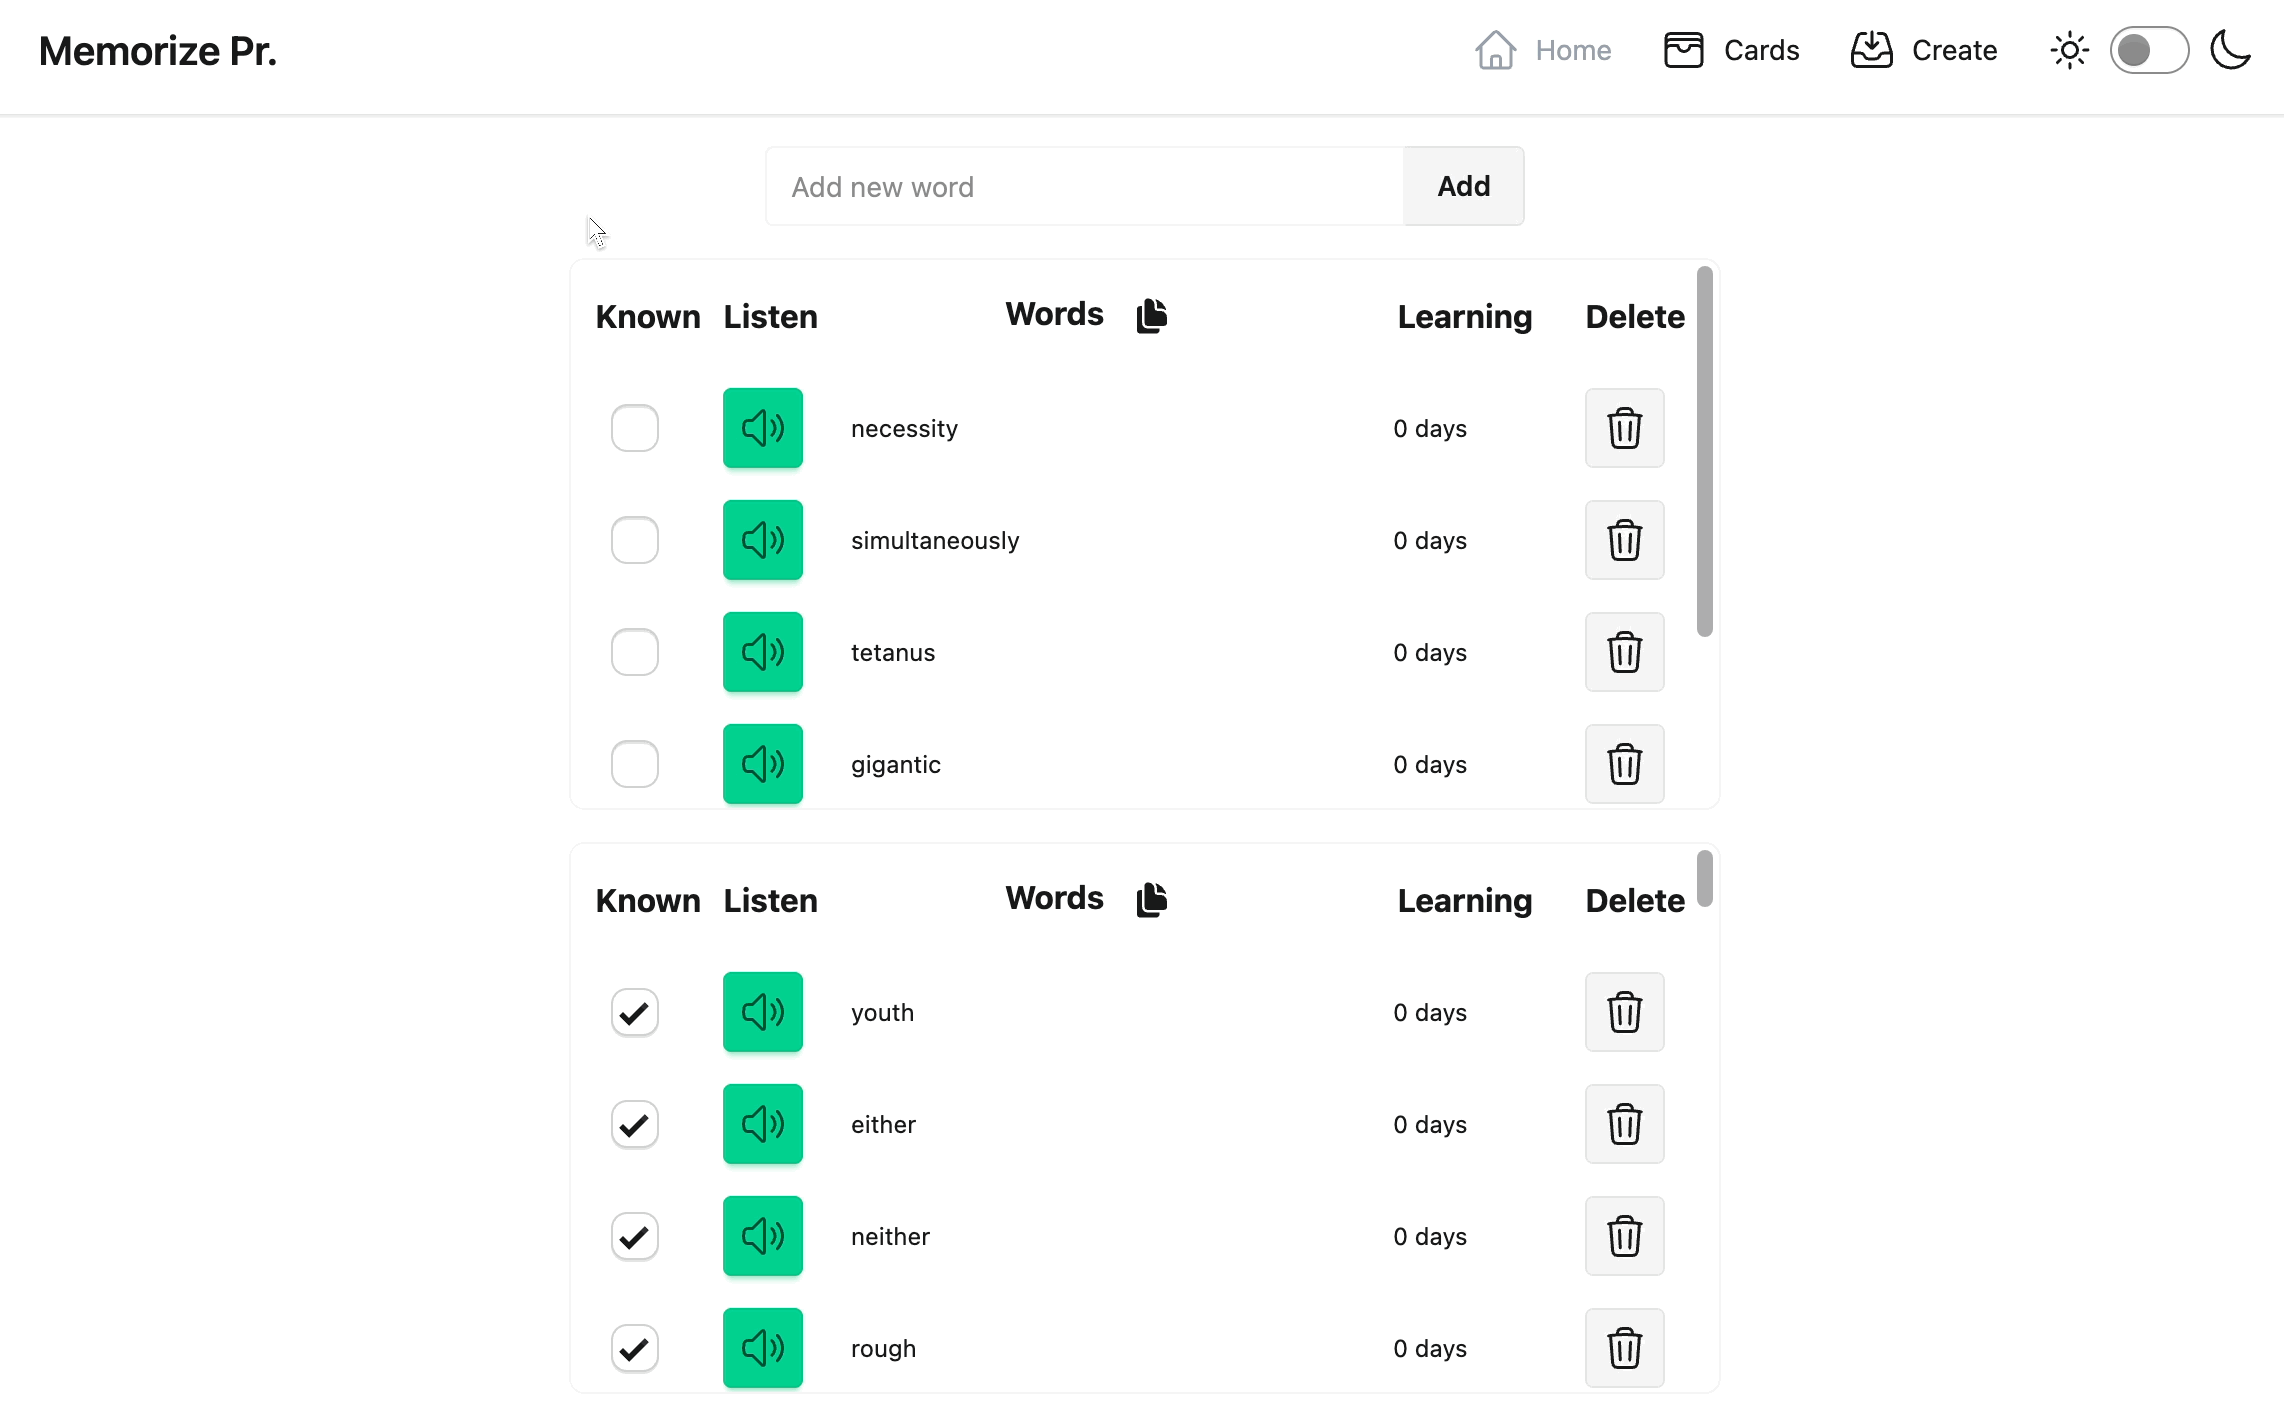 Memorize Pr.
Home
Cards
Create
Add new word
Add
Known Listen Words Learning Delete
necessity 0 days
simultaneously 0 days
tetanus 0 days
gigantic 0 days
Known Listen Words Learning Delete
youth 0 days
either 0 days
neither 0 days
rough 0 days